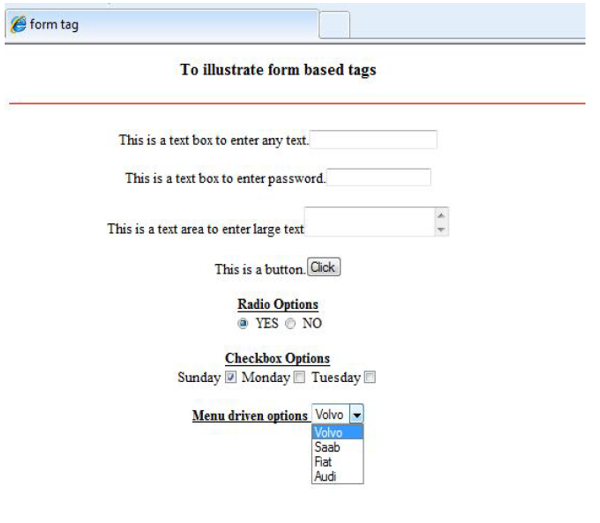 form tag
To illustrate form based tags
This is a text box to enter any text.
This is a text box to enter password.
This is a text area to enter large text
This is a button. Click
Radio Options
YES NO
Checkbox Options
Sunday Monday Tuesday
Menu driven options Volvo
Volvo
Saab
Fiat
Audi